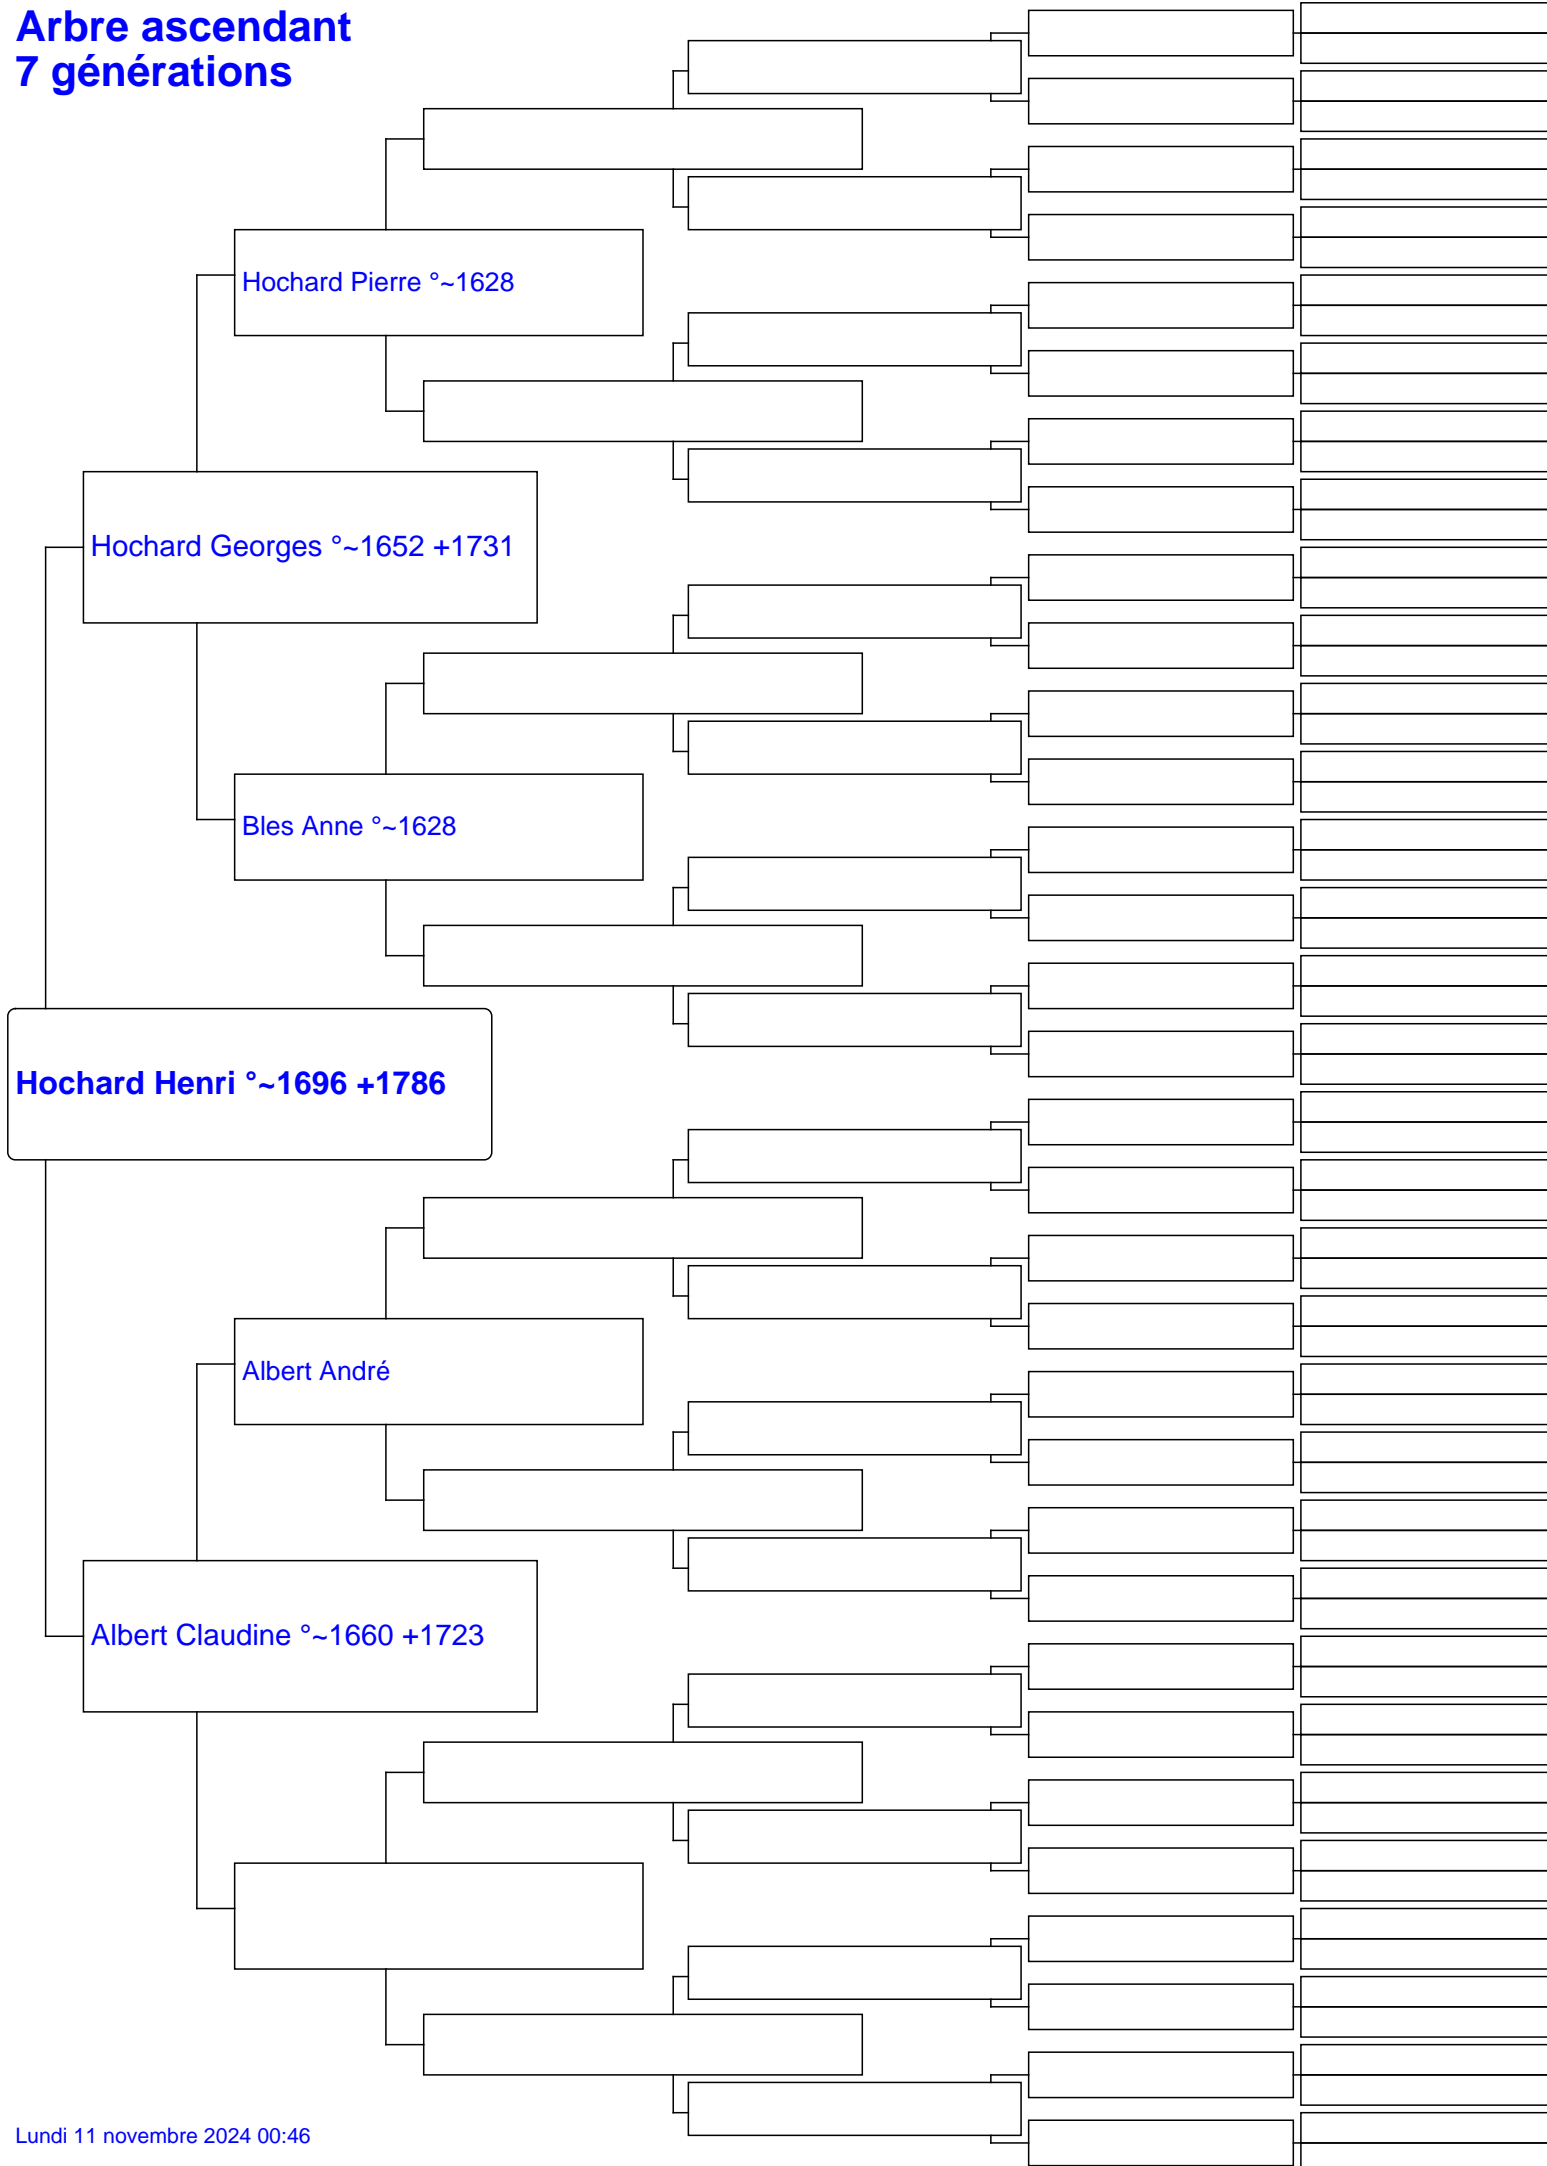 Arbre ascendant
7 générations
Hochard Pierre °~1628
Hochard Georges °~1652 +1731
Bles Anne °~1628
Hochard Henri °~1696 +1786
Albert André
Albert Claudine °~1660 +1723
Lundi 11 novembre 2024 00:46